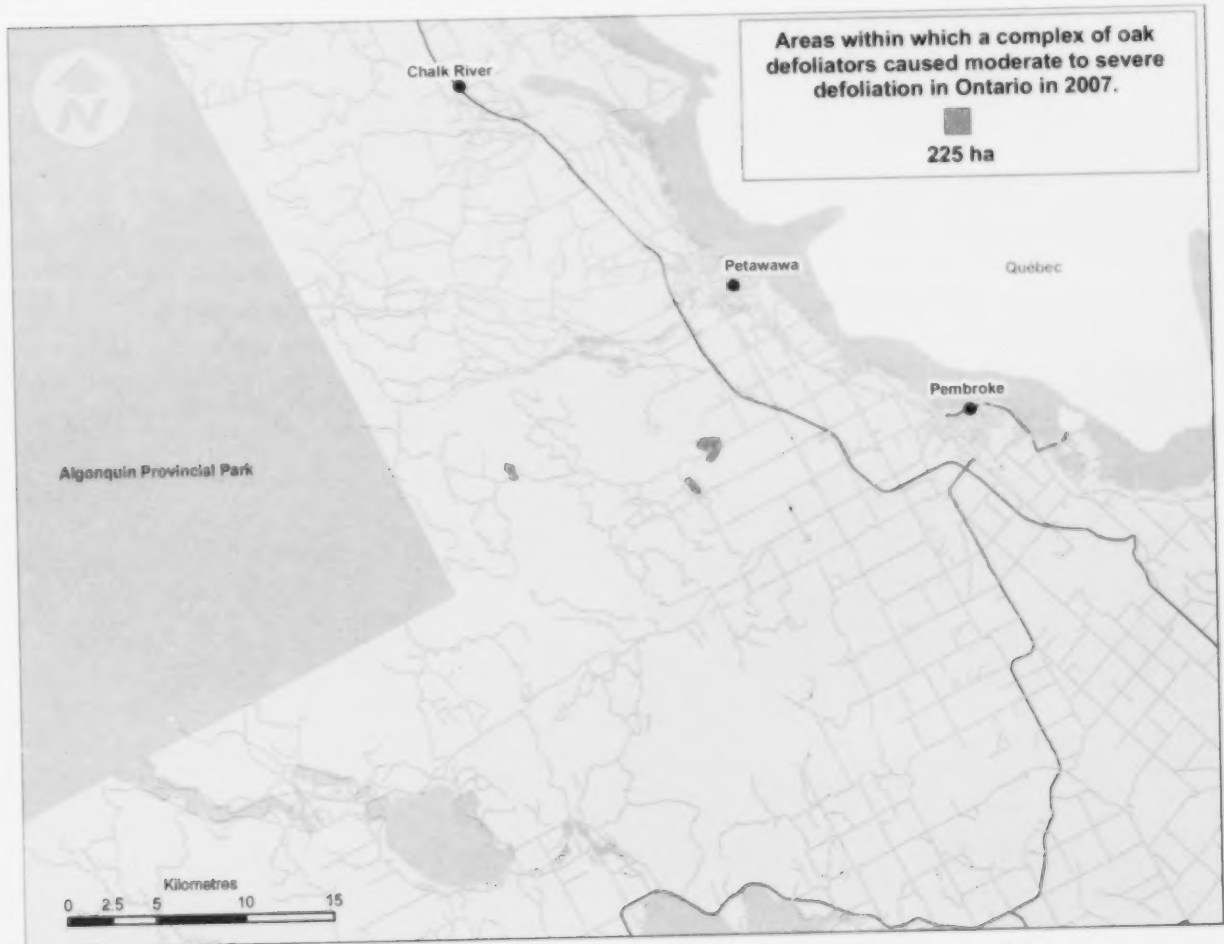 Areas within which a complex of oak
defoliators caused moderate to severe
defoliation in Ontario in 2007.
225 ha
N
Chalk River
Petawawa
Québec
Pembroke
Algonquin Provincial Park
Kilometres
0 2.5 5 10 15